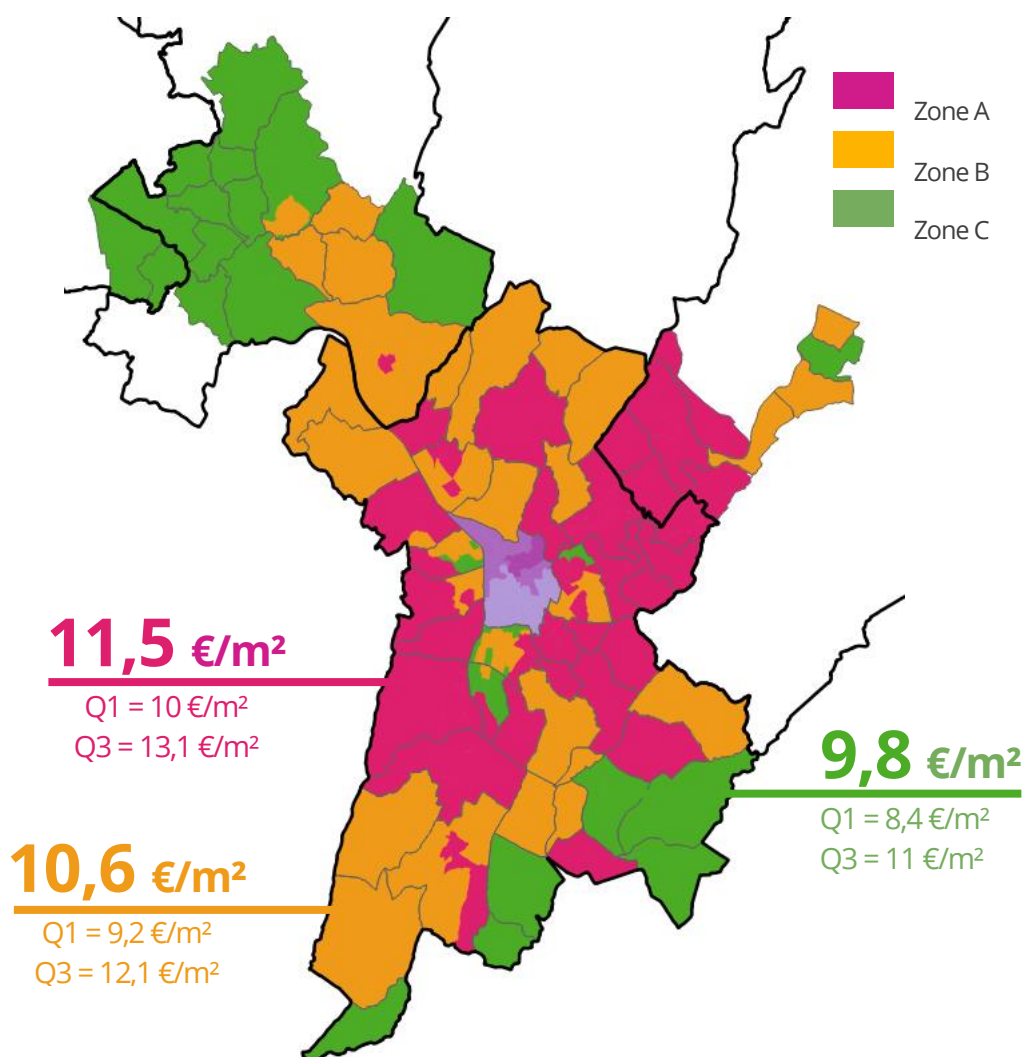 Zone A
Zone B
Zone C
11,5 €/m²
Q1 = 10 €/m²
Q3 = 13,1 €/m²
9,8 €/m²
Q1 = 8,4 €/m²
Q3 = 11 €/m²
10,6 €/m²
Q1 = 9,2 €/m²
Q3 = 12,1 €/m²